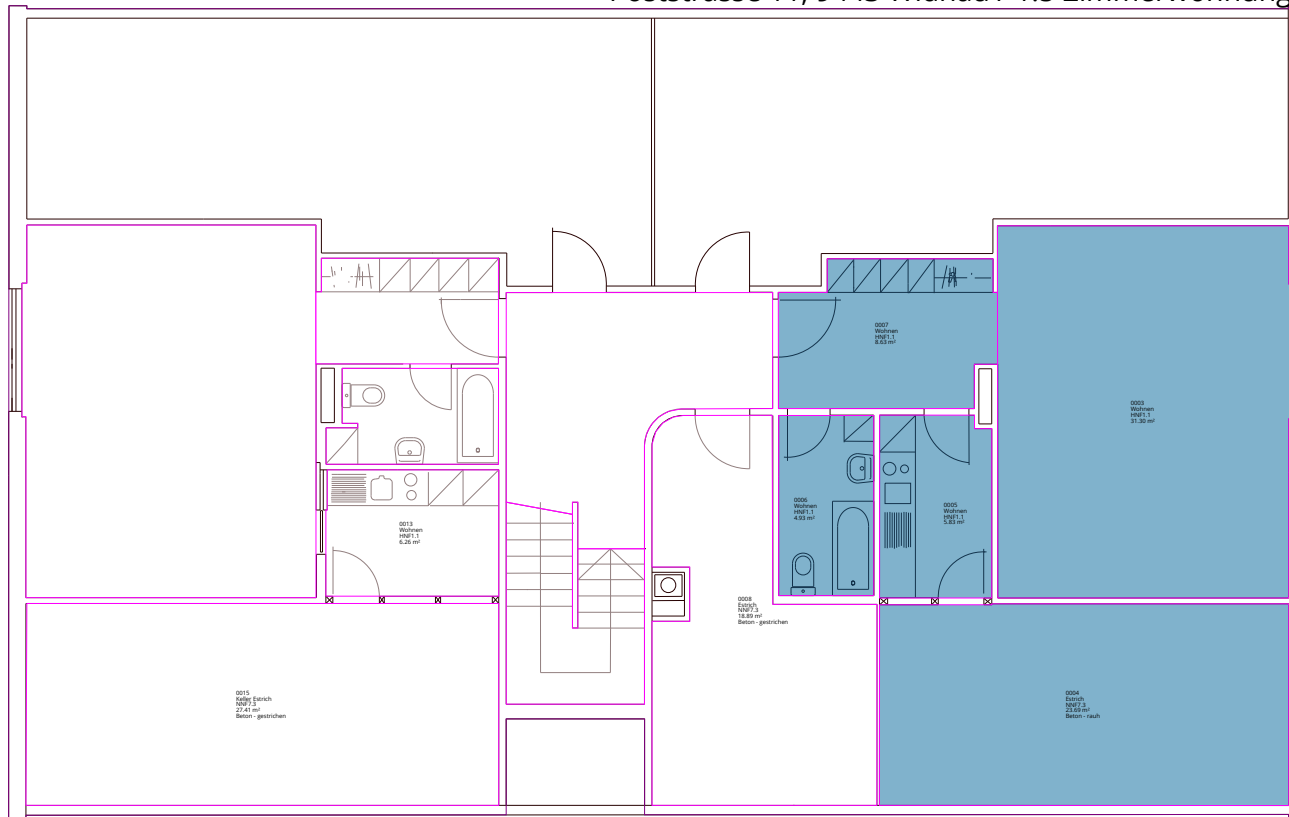 0007
Wohnen
HNF1.1
8.63 m²
0003
Wohnen
HNF1.1
31.30 m²
0006
Wohnen
HNF1.1
4.93 m²
0005
Wohnen
HNF1.1
5.83 m²
0013
Wohnen
HNF1.1
6.26 m²
0008
Estrich
NNF7.3
18.89 m²
Beton - gestrichen
0015
Keller Estrich
NNF7.3
27.41 m²
Beton - gestrichen
0004
Estrich
NNF7.3
23.69 m²
Beton - rauh